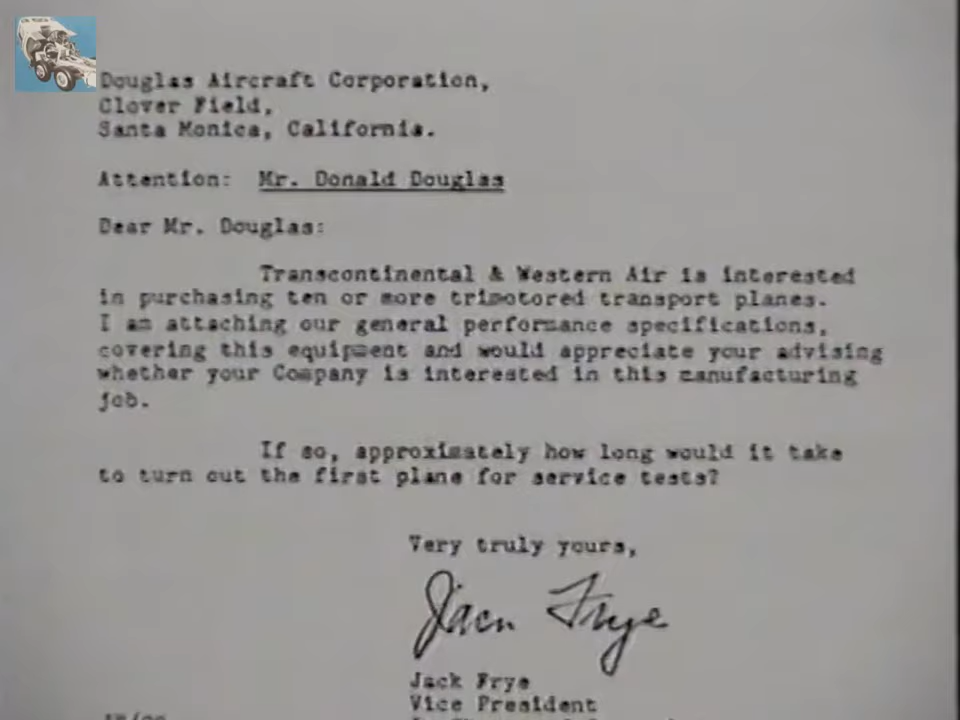 Douglas Aircraft Corporation,
Clover Field,
Santa Monica, California.
Attention: Mr. Donald Douglas
Dear Mr. Douglas:
Transcontinental & Western Air is interested
in purchasing ten or more trimotored transport planes.
I am attaching our general performance specifications,
covering this equipment and would appreciate your advising
whether your Company is interested in this manufacturing
job.
If so, approximately how long would it take
to turn out the first plane for service tests?
Very truly yours,
Jack Frye
Jack Frye
Vice President